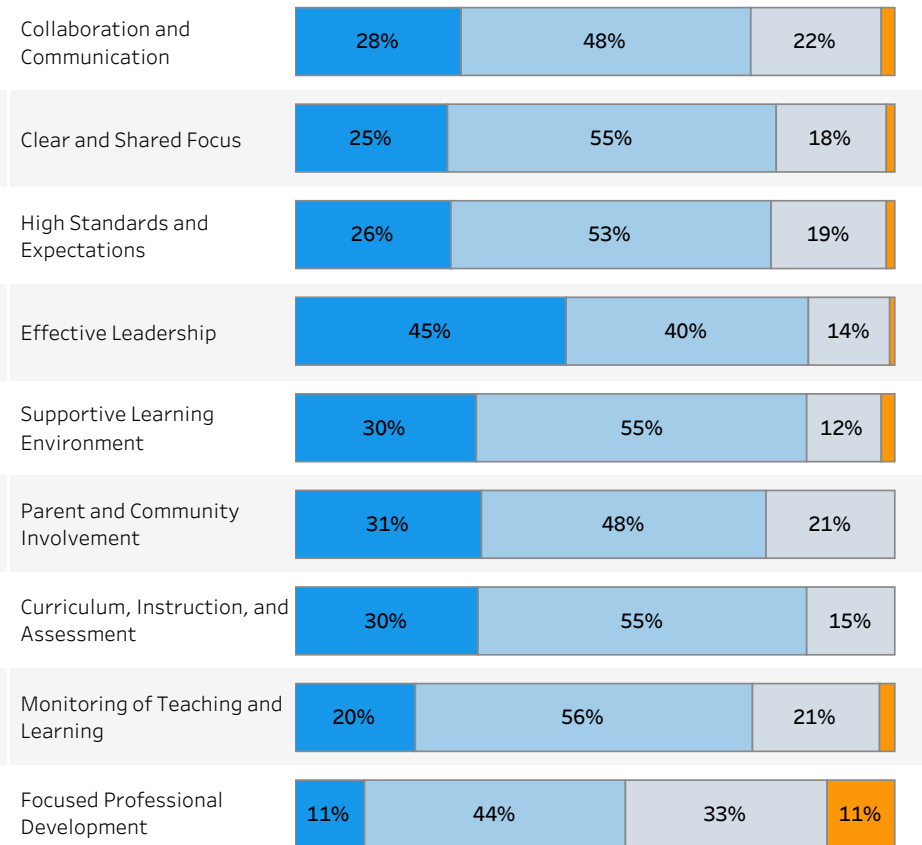 Collaboration and
Communication
28% 48% 22%
Clear and Shared Focus
25% 55% 18%
High Standards and
Expectations
26% 53% 19%
Effective Leadership
45% 40% 14%
Supportive Learning
Environment
30% 55% 12%
Parent and Community
Involvement
31% 48% 21%
Curriculum, Instruction, and
Assessment
30% 55% 15%
Monitoring of Teaching and
Learning
20% 56% 21%
Focused Professional
Development
11% 44% 33% 11%